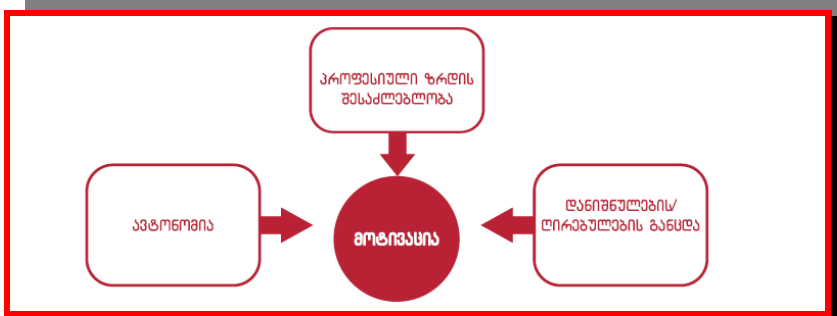 პროფესიული ზრდის
შესაძლებლობა
ავტონომია
მოტივაცია
დანიშნულების/
ღირებულების განცდა